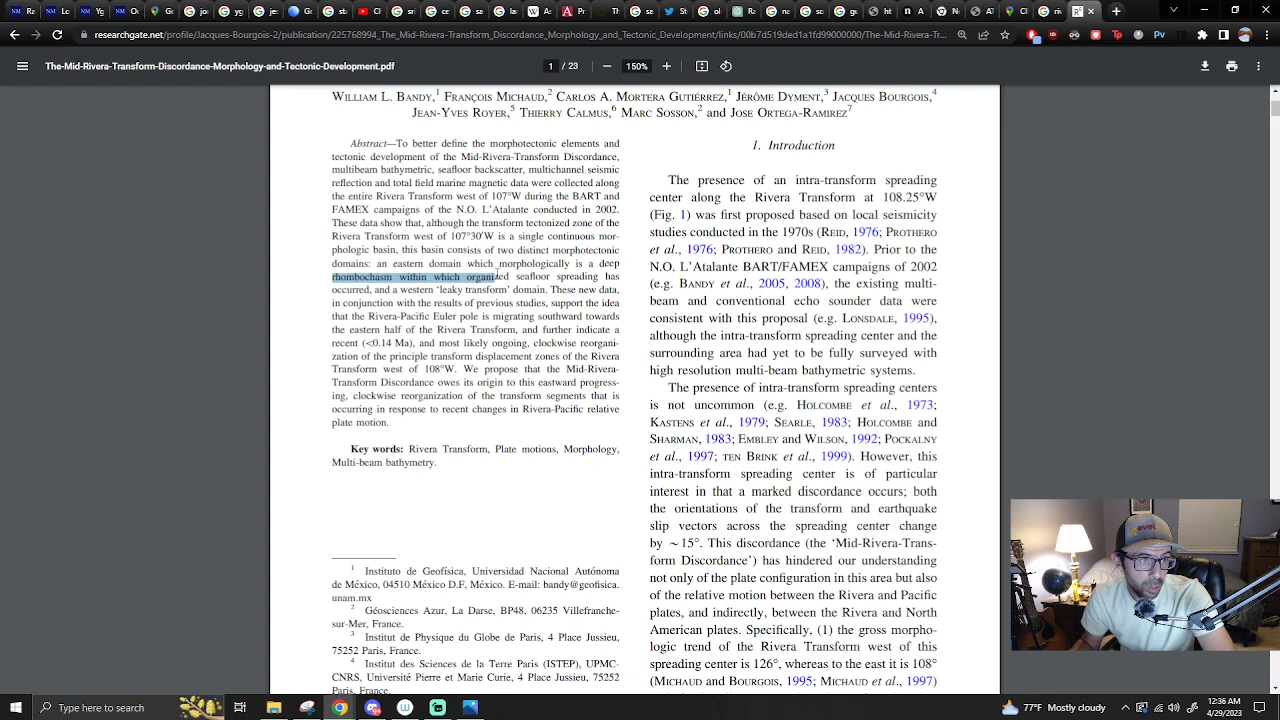 researchgate.net/profile/Jacques-Bourgois-2/publication/225768994_The_Mid-Rivera-Transform_Discordance_Morphology_and_Tectonic_Development/links/00b7d519ded1a1fd99000000/The-Mid-Rivera-Tr...
The-Mid-Rivera-Transform-Discordance-Morphology-and-Tectonic-Development.pdf
1 / 23
150%
WILLIAM L. BANDY,1 FRANÇOIS MICHAUD,2 CARLOS A. MORTERA GUTIÉRREZ,1 JÉRÔME DYMENT,3 JACQUES BOURGOIS,4
JEAN-YVES ROYER,5 THIERRY CALMUS,6 MARC SOSSON,2 and JOSE ORTEGA-RAMIREZ7
Abstract—To better define the morphotectonic elements and
tectonic development of the Mid-Rivera-Transform Discordance,
multibeam bathymetric, seafloor backscatter, multichannel seismic
reflection and total field marine magnetic data were collected along
the entire Rivera Transform west of 107°W during the BART and
FAMEX campaigns of the N.O. L'Atalante conducted in 2002.
These data show that, although the transform tectonized zone of the
Rivera Transform west of 107°30′W is a single continuous mor-
phologic basin, this basin consists of two distinct morphotectonic
domains: an eastern domain which morphologically is a deep
rhombochasm within which organized seafloor spreading has
occurred, and a western ‘leaky transform’ domain. These new data,
in conjunction with the results of previous studies, support the idea
that the Rivera-Pacific Euler pole is migrating southward towards
the eastern half of the Rivera Transform, and further indicate a
recent (<0.14 Ma), and most likely ongoing, clockwise reorgani-
zation of the principle transform displacement zones of the Rivera
Transform west of 108°W. We propose that the Mid-Rivera-
Transform Discordance owes its origin to this eastward progress-
ing, clockwise reorganization of the transform segments that is
occurring in response to recent changes in Rivera-Pacific relative
plate motion.
Key words: Rivera Transform, Plate motions, Morphology,
Multi-beam bathymetry.
1 Instituto de Geofísica, Universidad Nacional Autónoma
de México, 04510 México D.F, México. E-mail: bandy@geofisica.
unam.mx
2 Géosciences Azur, La Darse, BP48, 06235 Villefranche-
sur-Mer, France.
3 Institut de Physique du Globe de Paris, 4 Place Jussieu,
75252 Paris, France.
4 Institut des Sciences de la Terre Paris (ISTEP), UPMC-
CNRS, Université Pierre et Marie Curie, 4 Place Jussieu, 75252
Paris, France.
1. Introduction
The presence of an intra-transform spreading
center along the Rivera Transform at 108.25°W
(Fig. 1) was first proposed based on local seismicity
studies conducted in the 1970s (REID, 1976; PROTHERO
et al., 1976; PROTHERO and REID, 1982). Prior to the
N.O. L'Atalante BART/FAMEX campaigns of 2002
(e.g. BANDY et al., 2005, 2008), the existing multi-
beam and conventional echo sounder data were
consistent with this proposal (e.g. LONSDALE, 1995),
although the intra-transform spreading center and the
surrounding area had yet to be fully surveyed with
high resolution multi-beam bathymetric systems.
The presence of intra-transform spreading centers
is not uncommon (e.g. HOLCOMBE et al., 1973;
KASTENS et al., 1979; SEARLE, 1983; HOLCOMBE and
SHARMAN, 1983; EMBLEY and WILSON, 1992; POCKALNY
et al., 1997; TEN BRINK et al., 1999). However, this
intra-transform spreading center is of particular
interest in that a marked discordance occurs; both
the orientations of the transform and earthquake
slip vectors across the spreading center change
by ~15°. This discordance (the ‘Mid-Rivera-Trans-
form Discordance’) has hindered our understanding
not only of the plate configuration in this area but also
of the relative motion between the Rivera and Pacific
plates, and indirectly, between the Rivera and North
American plates. Specifically, (1) the gross morpho-
logic trend of the Rivera Transform west of this
spreading center is 126°, whereas to the east it is 108°
(MICHAUD and BOURGOIS, 1995; MICHAUD et al., 1997)
Type here to search
77°F Mostly cloudy
12:36 AM
4/29/2023